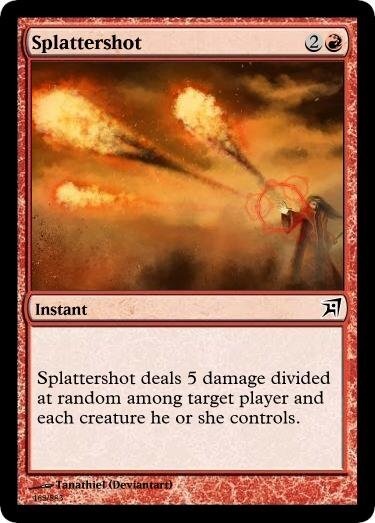 Splattershot 2
Instant
Splattershot deals 5 damage divided
at random among target player and
each creature he or she controls.
Tanathiel (Deviantart)